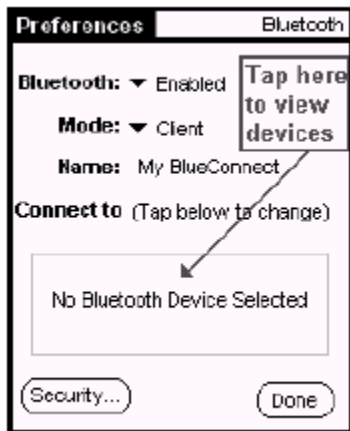 Preferences Bluetooth
Bluetooth: Enabled
Tap here
to view
devices
Mode: Client
Name: My BlueConnect
Connect to (Tap below to change)
No Bluetooth Device Selected
Security... Done